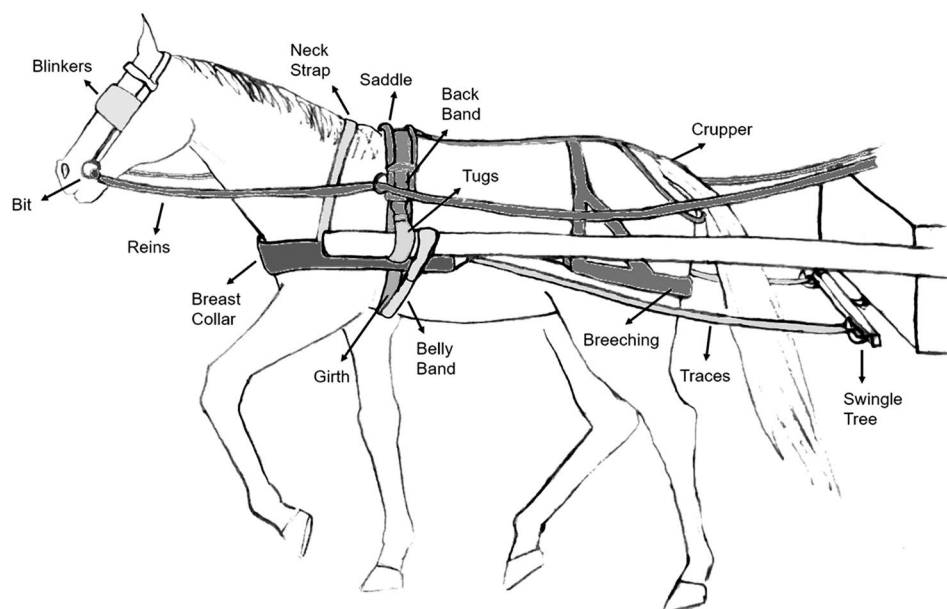 Blinkers
Neck
Strap
Saddle
Back
Band
Crupper
Tugs
Bit
Reins
Breast
Collar
Girth
Belly
Band
Breeching
Traces
Swingle
Tree